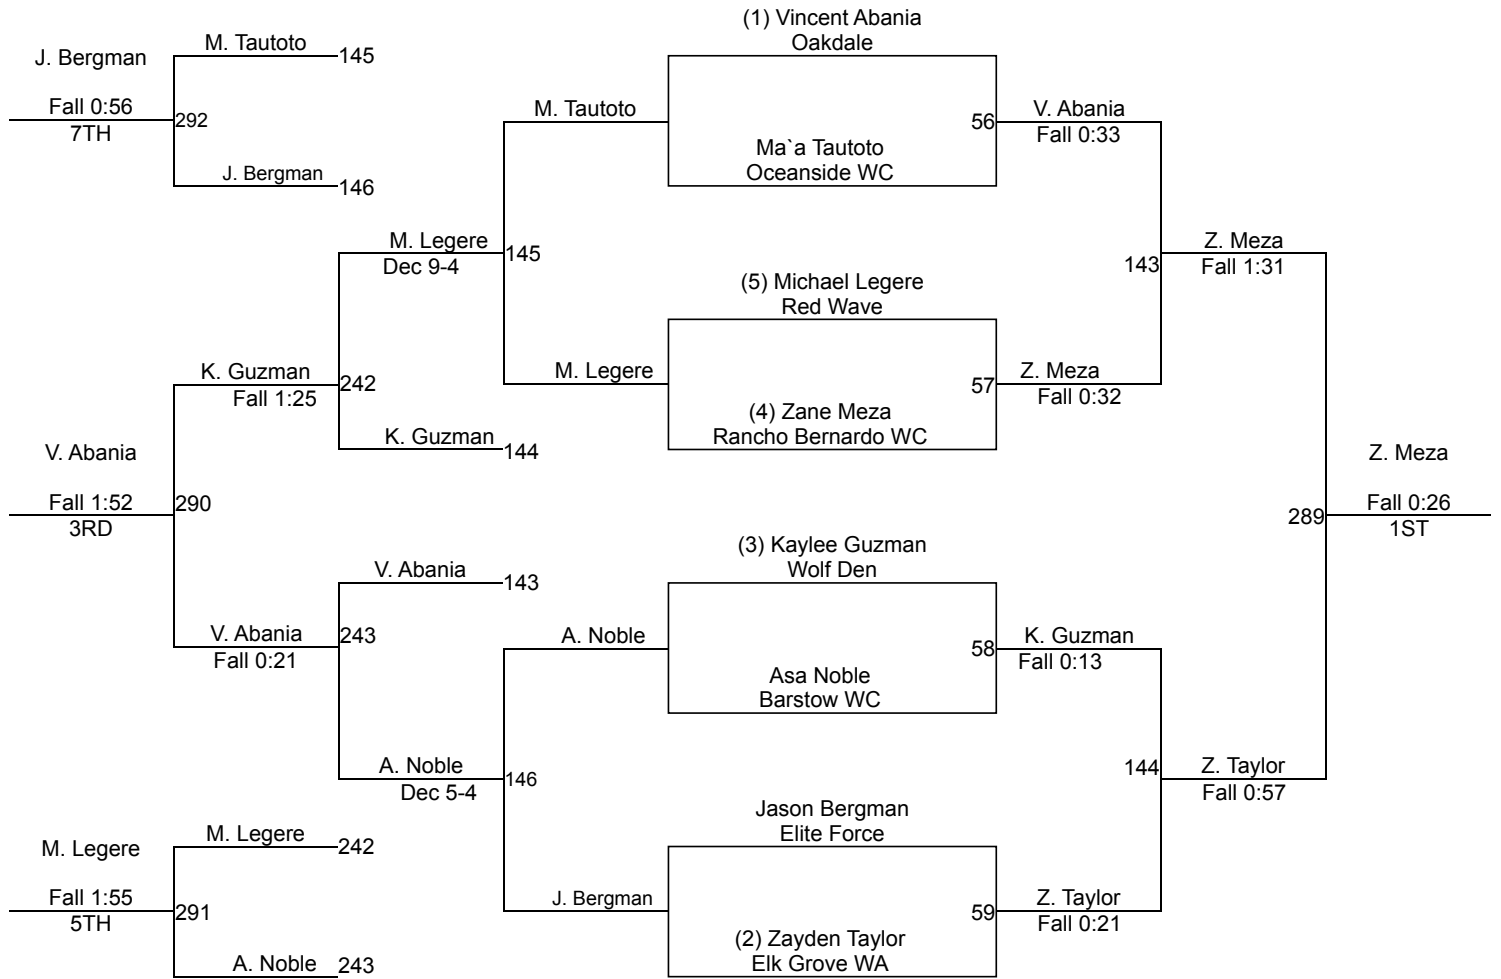 (1) Vincent Abania
Oakdale
M. Tautoto
145
J. Bergman
Fall 0:56
7TH
292
M. Tautoto
56
V. Abania
Fall 0:33
Ma`a Tautoto
Oceanside WC
J. Bergman
146
M. Legere
Dec 9-4
145
143
Z. Meza
Fall 1:31
(5) Michael Legere
Red Wave
K. Guzman
Fall 1:25
242
M. Legere
57
Z. Meza
Fall 0:32
(4) Zane Meza
Rancho Bernardo WC
K. Guzman
144
V. Abania
Fall 1:52
3RD
290
289
Z. Meza
Fall 0:26
1ST
(3) Kaylee Guzman
Wolf Den
V. Abania
143
V. Abania
Fall 0:21
243
A. Noble
58
K. Guzman
Fall 0:13
Asa Noble
Barstow WC
A. Noble
Dec 5-4
146
144
Z. Taylor
Fall 0:57
Jason Bergman
Elite Force
M. Legere
242
M. Legere
Fall 1:55
5TH
291
J. Bergman
59
Z. Taylor
Fall 0:21
(2) Zayden Taylor
Elk Grove WA
A. Noble
243